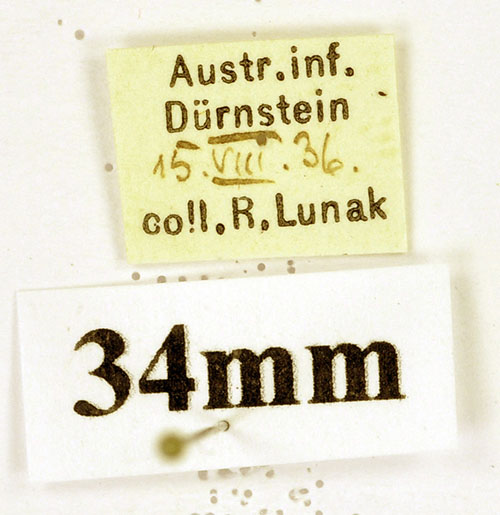 Austr.inf.
Dürnstein
15.VIII.36.
coll.R.Lunak
34mm